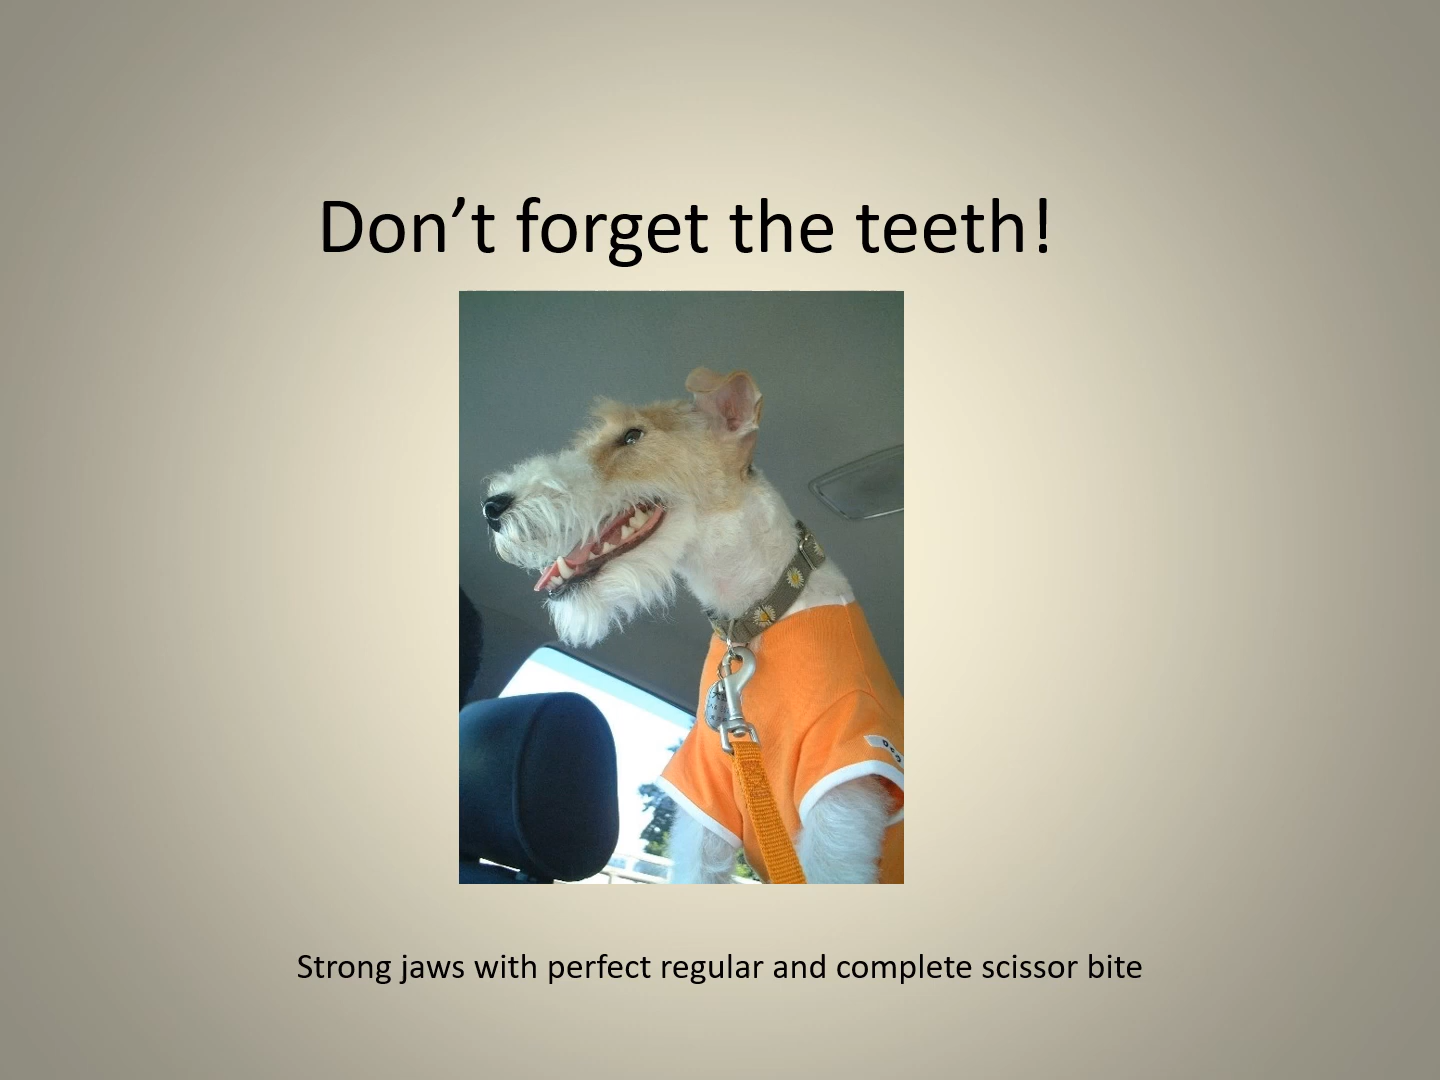 Don’t forget the teeth!
Strong jaws with perfect regular and complete scissor bite